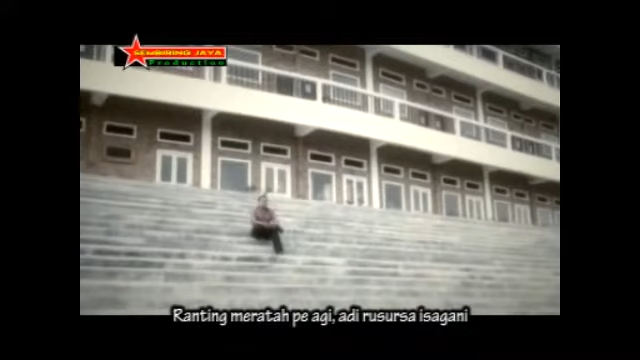 SEMBIRING JAYA
Production
Ranting meratah pe agi, adi rusursa isagani